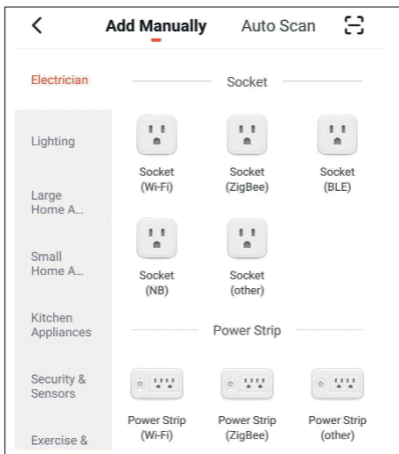 Add Manually Auto Scan
Electrician
Lighting
Large
Home A...
Small
Home A...
Kitchen
Appliances
Security &
Sensors
Exercise &
Socket
Socket
(Wi-Fi)
Socket
(ZigBee)
Socket
(BLE)
Socket
(NB)
Socket
(other)
Power Strip
Power Strip
(Wi-Fi)
Power Strip
(ZigBee)
Power Strip
(other)